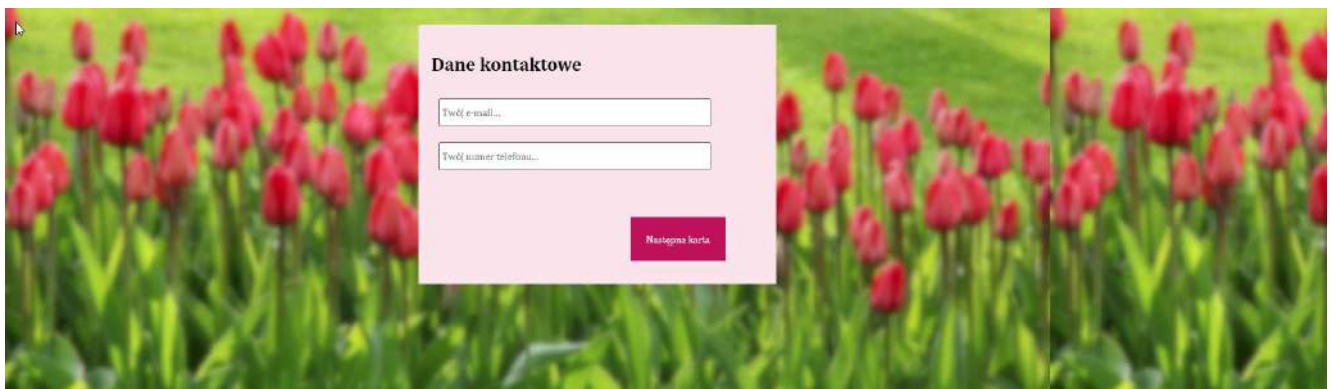 Dane kontaktowe
Twój e-mail...
Twój numer telefonu...
Następna karta